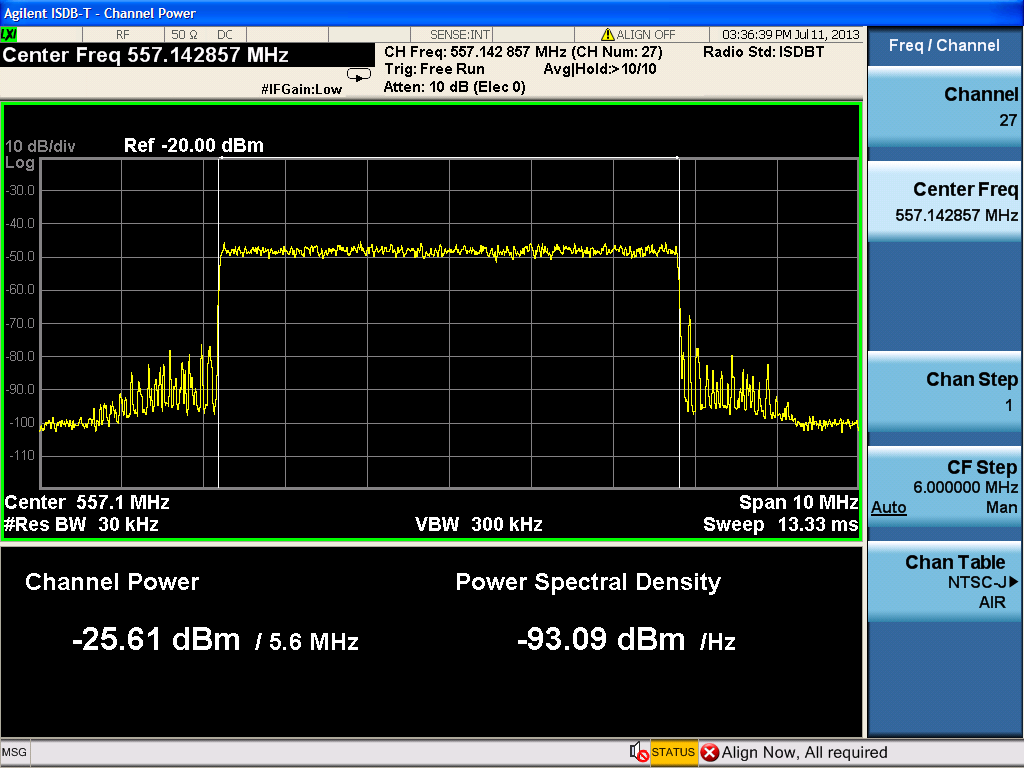 Agilent ISDB-T - Channel Power
LXI RF 50 Ω DC SENSE:INT ALIGN OFF 03:36:39 PM Jul 11, 2013
Center Freq 557.142857 MHz
CH Freq: 557.142 857 MHz (CH Num: 27) Radio Std: ISDBT
Trig: Free Run Avg|Hold:>10/10
#IFGain:Low Atten: 10 dB (Elec 0)
10 dB/div Ref -20.00 dBm
Log
-30.0
-40.0
-50.0
-60.0
-70.0
-80.0
-90.0
-100
-110
Center 557.1 MHz Span 10 MHz
#Res BW 30 kHz VBW 300 kHz Sweep 13.33 ms
Channel Power Power Spectral Density
-25.61 dBm / 5.6 MHz -93.09 dBm /Hz
Freq / Channel
Channel
27
Center Freq
557.142857 MHz
Chan Step
1
CF Step
6.000000 MHz
Auto Man
Chan Table
NTSC-J
AIR
MSG STATUS Align Now, All required